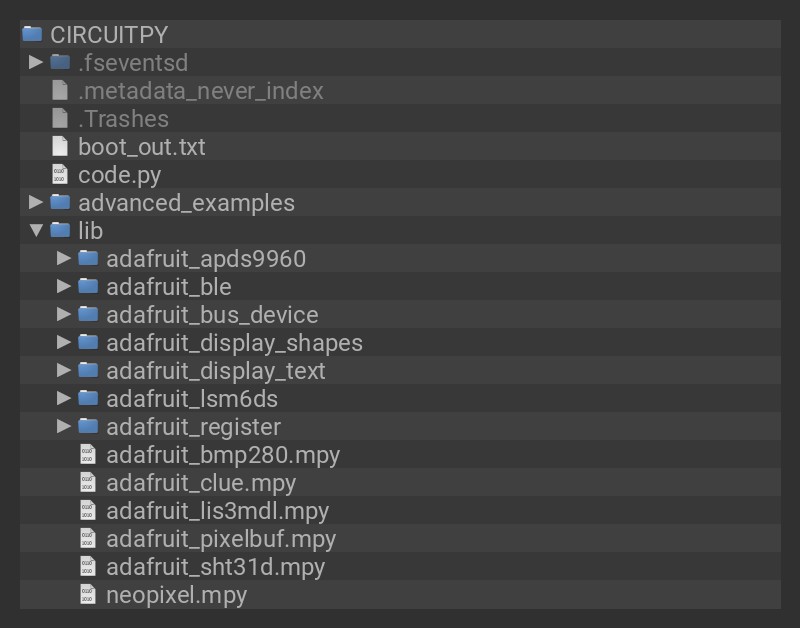 CIRCUITPY
.fseventsd
.metadata_never_index
.Trashes
boot_out.txt
code.py
advanced_examples
lib
adafruit_apds9960
adafruit_ble
adafruit_bus_device
adafruit_display_shapes
adafruit_display_text
adafruit_lsm6ds
adafruit_register
adafruit_bmp280.mpy
adafruit_clue.mpy
adafruit_lis3mdl.mpy
adafruit_pixelbuf.mpy
adafruit_sht31d.mpy
neopixel.mpy